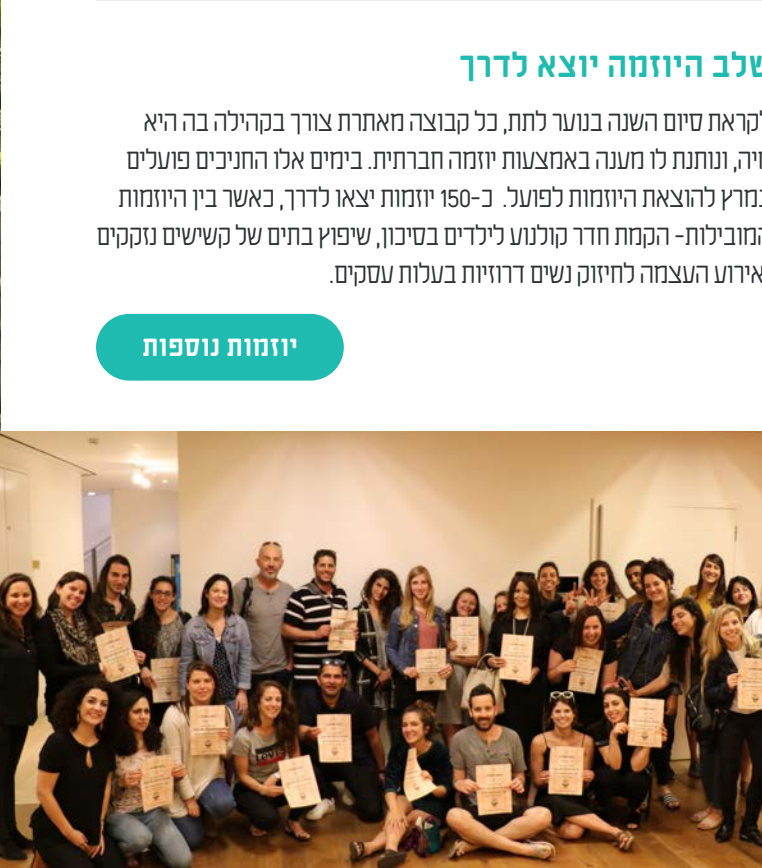 שלב היוזמה יוצא לדרך
לקראת סיום השנה בנוער לתת, כל קבוצה מאתרת צורך בקהילה בה היא
חיה, ונותנת לו מענה באמצעות יוזמה חברתית. בימים אלו החניכים פועלים
במרץ להוצאת היוזמות לפועל. כ-150 יוזמות יצאו לדרך, כאשר בין היוזמות
המובילות- הקמת חדר קולנוע לילדים בסיכון, שיפוץ בתים של קשישים נזקקים
ואירוע העצמה לחיזוק נשים דרוזיות בעלות עסקים.
יוזמות נוספות